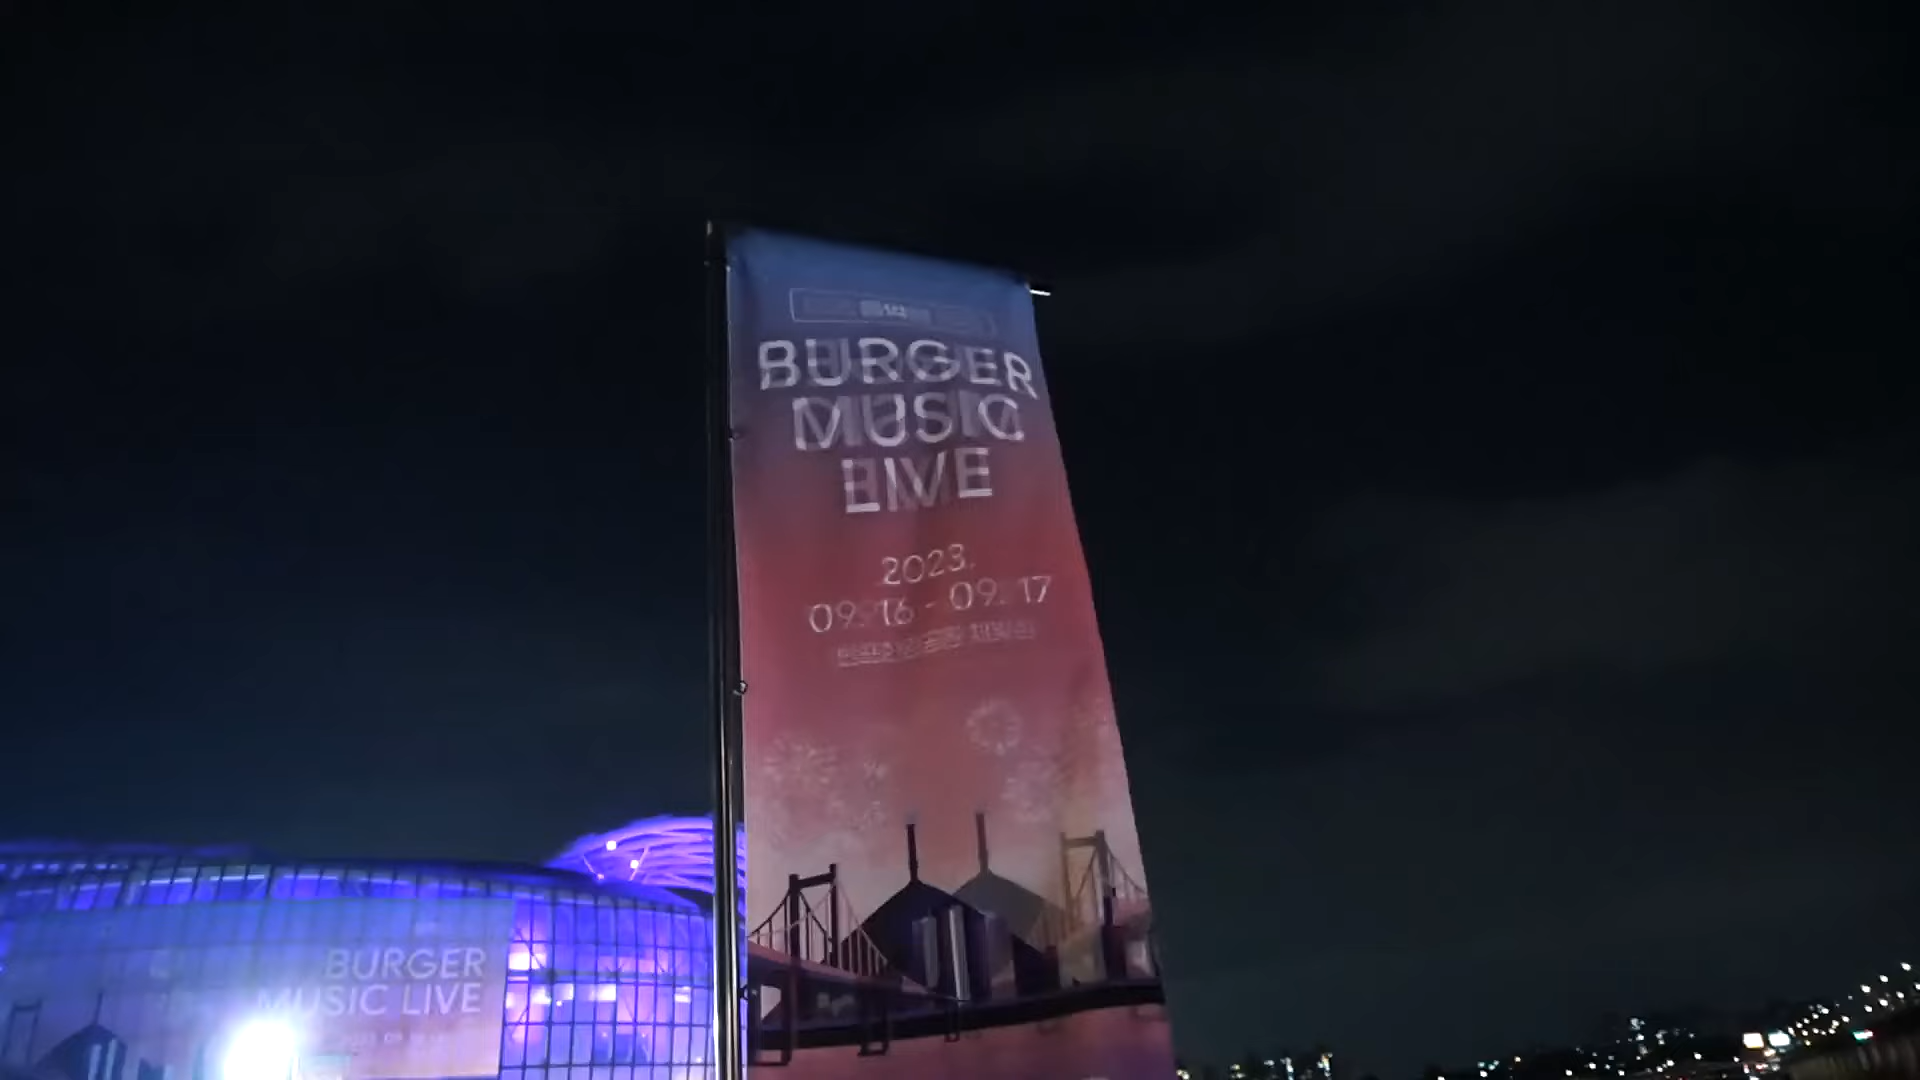 BURGER
MUSIC
LIVE
2023.
09. 16 - 09. 17
BURGER
MUSIC LIVE